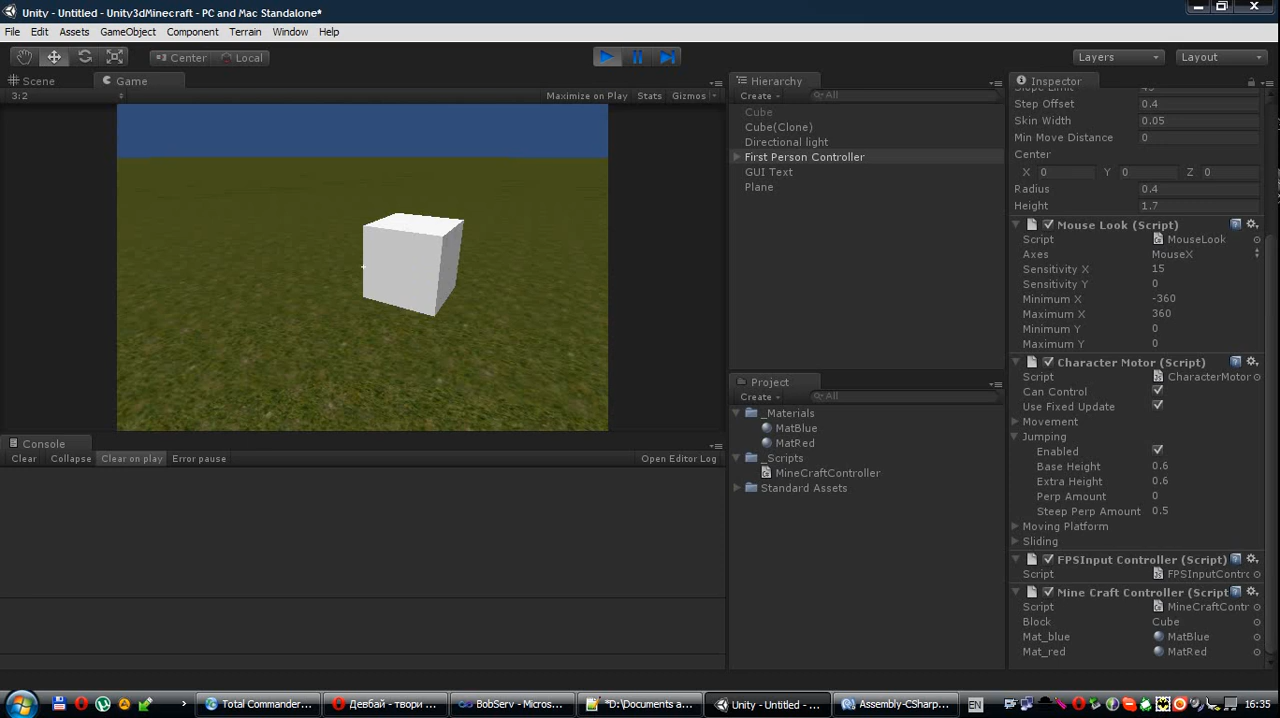 Unity - Untitled - Unity3dMinecraft - PC and Mac Standalone*
File Edit Assets GameObject Component Terrain Window Help
Center Local Layers Layout
Scene Game
3:2 Maximize on Play Stats Gizmos
Hierarchy
Create All
Cube
Cube(Clone)
Directional light
First Person Controller
GUI Text
Plane
Project
Create All
_Materials
MatBlue
MatRed
_Scripts
MineCraftController
Standard Assets
Console
Clear Collapse Clear on play Error pause Open Editor Log
Inspector
Slope Limit 45
Step Offset 0.4
Skin Width 0.05
Min Move Distance 0
Center
X 0 Y 0 Z 0
Radius 0.4
Height 1.7
Mouse Look (Script)
Script MouseLook
Axes MouseX
Sensitivity X 15
Sensitivity Y 0
Minimum X -360
Maximum X 360
Minimum Y 0
Maximum Y 0
Character Motor (Script)
Script CharacterMotor
Can Control
Use Fixed Update
Movement
Jumping
Enabled
Base Height 0.6
Extra Height 0.6
Perp Amount 0
Steep Perp Amount 0.5
Moving Platform
Sliding
FPSInput Controller (Script)
Script FPSInputContrc
Mine Craft Controller (Script
Script MineCraftContr
Block Cube
Mat_blue MatBlue
Mat_red MatRed
Total Commander... Девбай - твори ... BobServ - Micros... *D:\Documents a... Unity - Untitled - ... Assembly-CSharp... EN 16:35